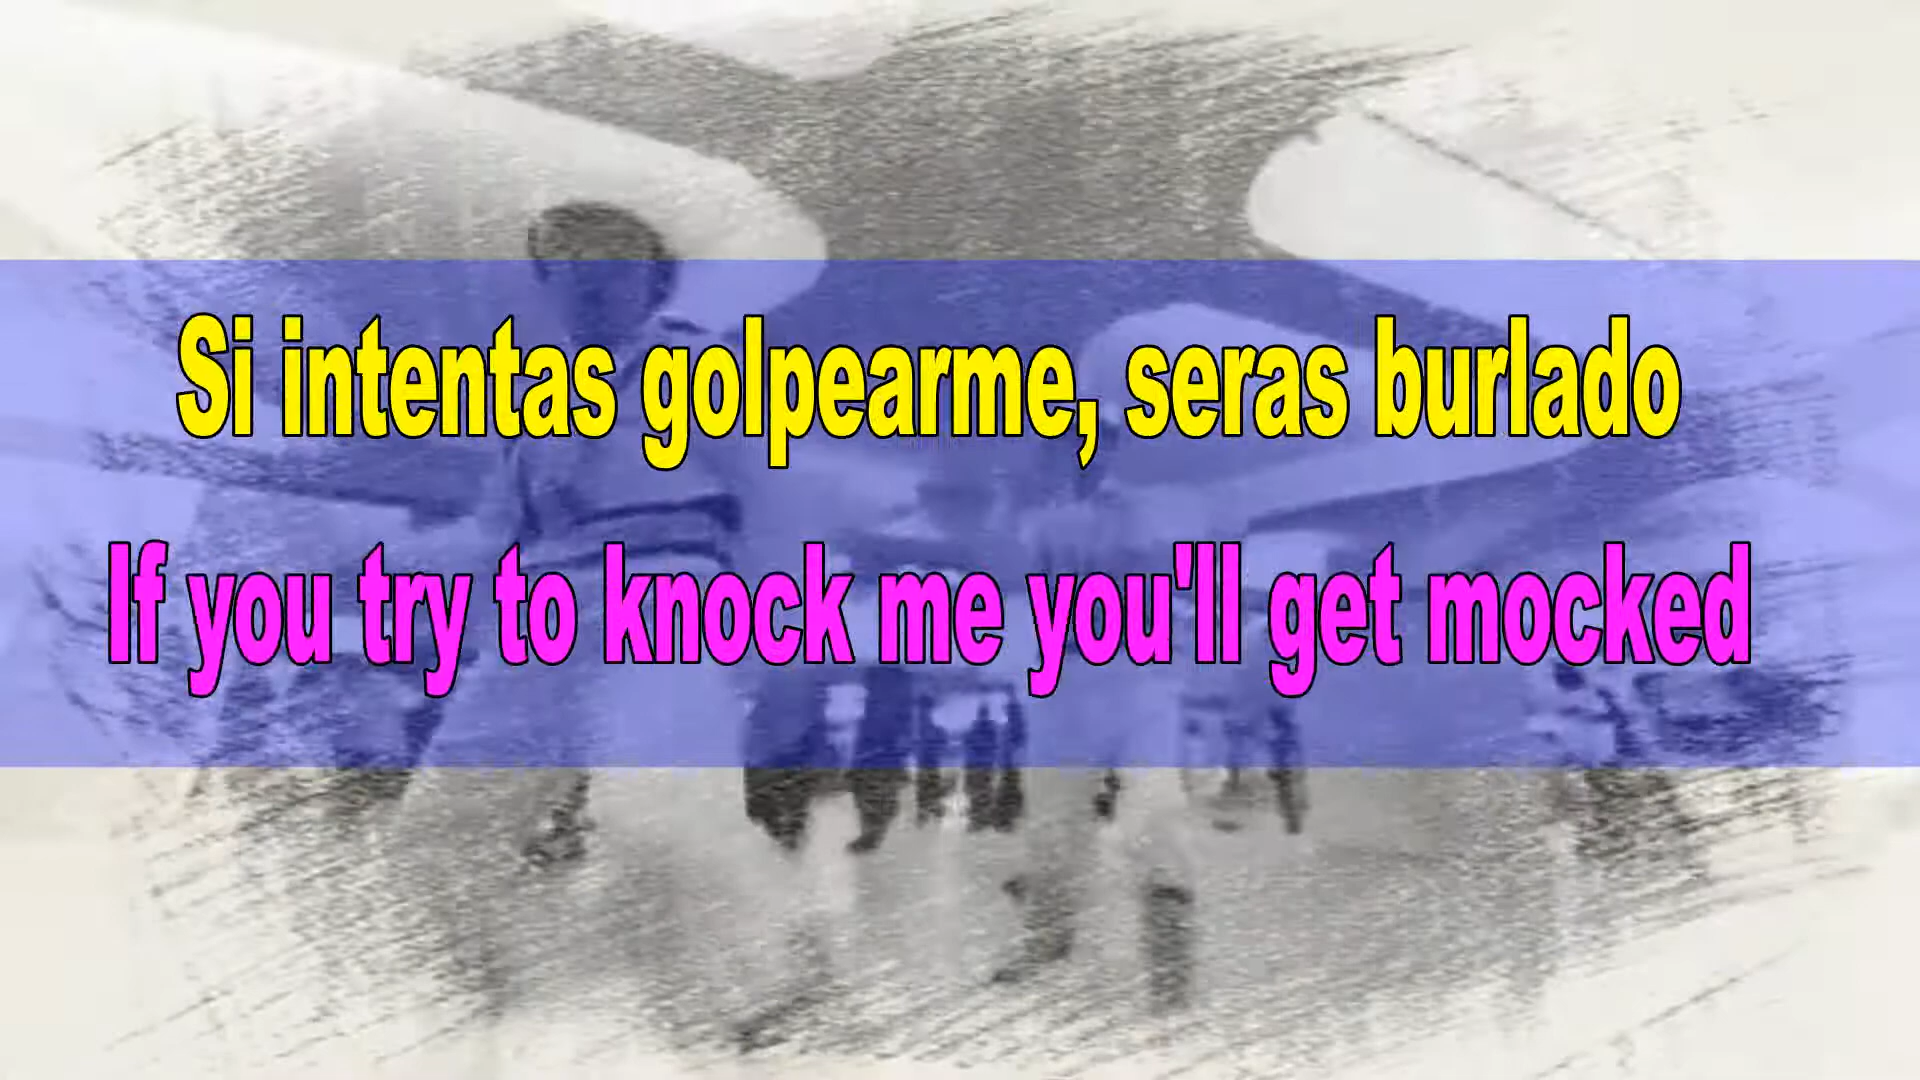 Si intentas golpearme, seras burlado
If you try to knock me you'll get mocked